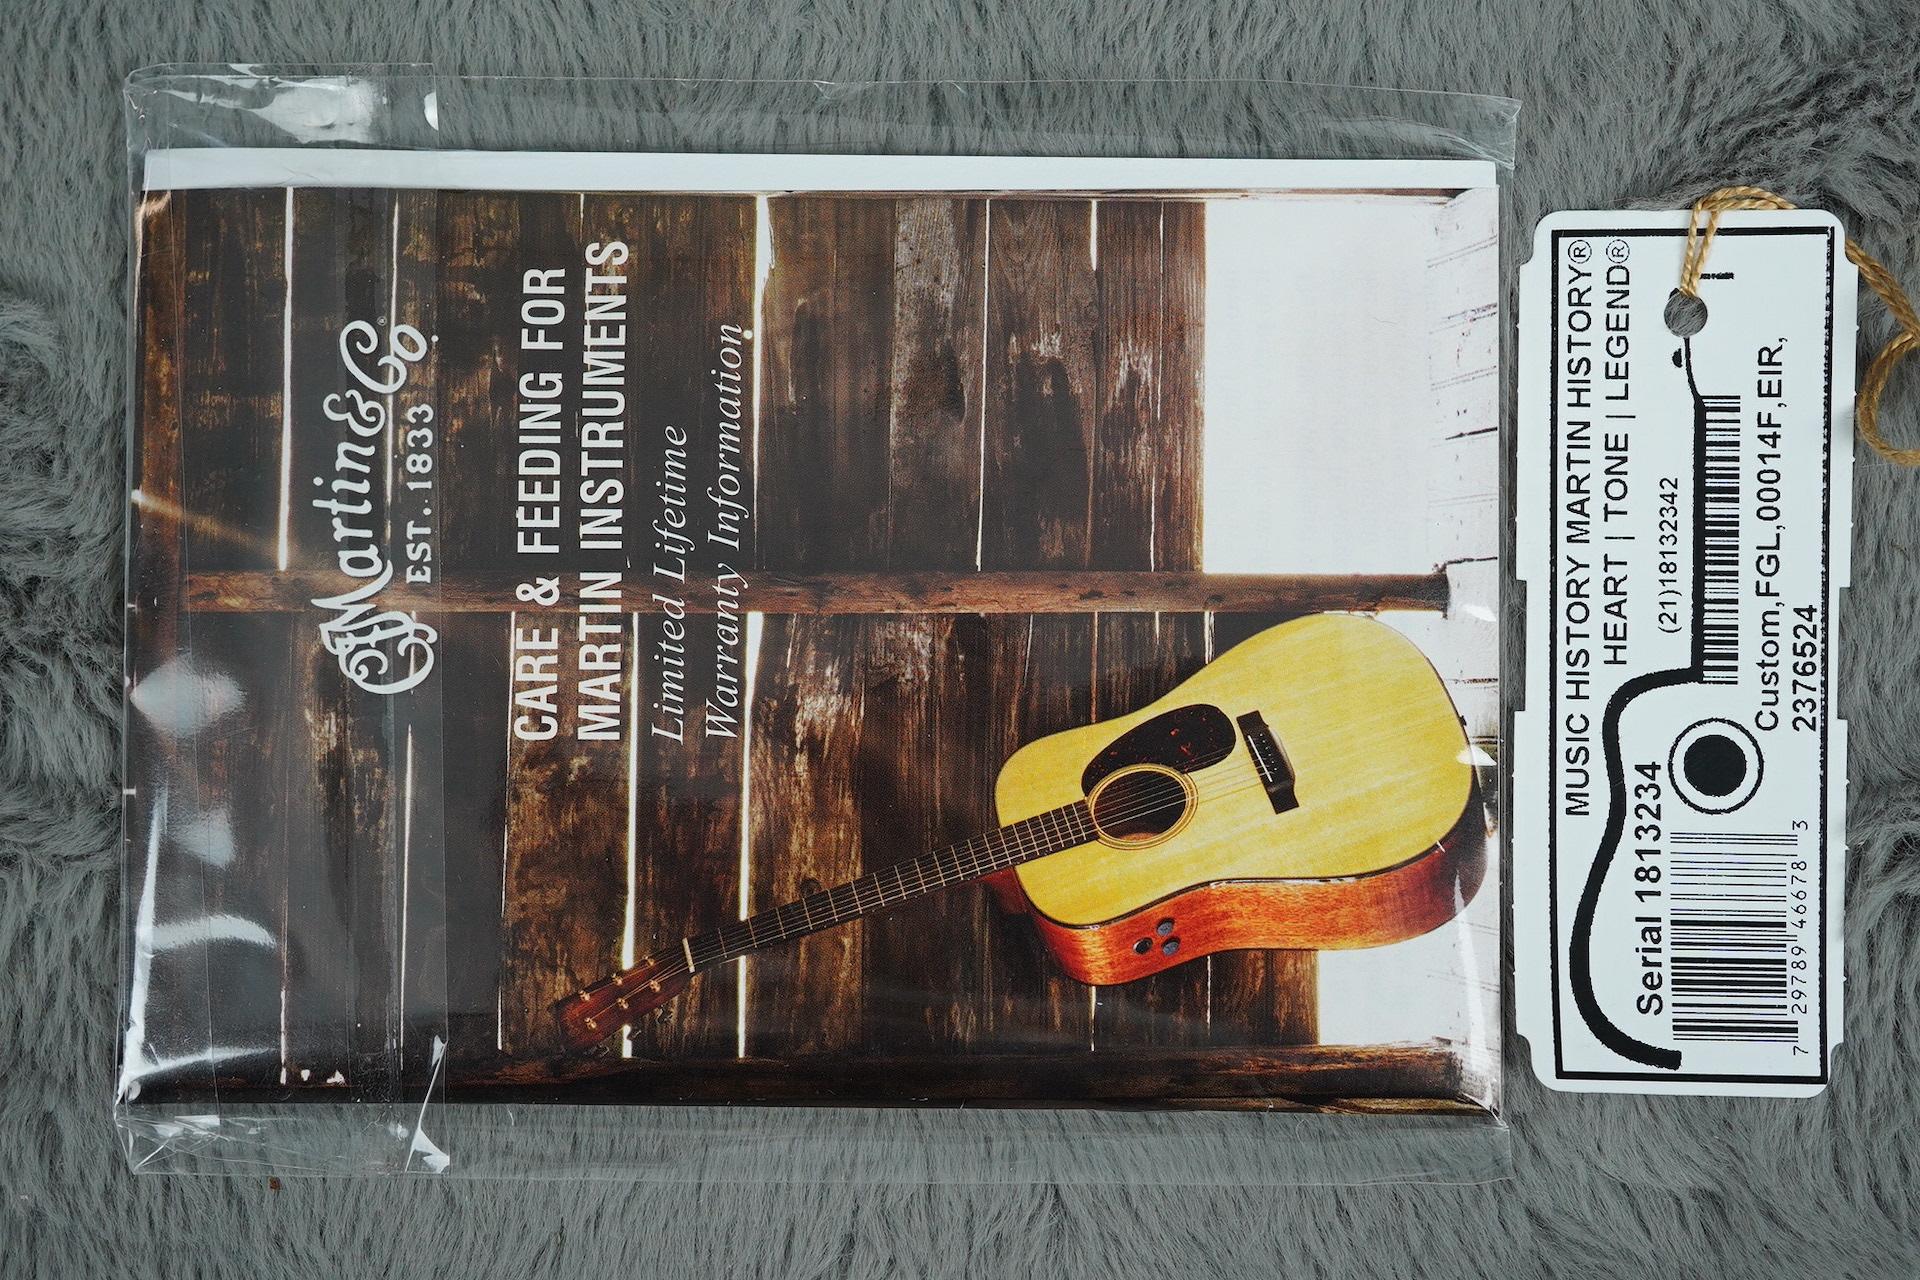 Martin & Co.®
EST. 1833
CARE & FEEDING FOR
MARTIN INSTRUMENTS
Limited Lifetime
Warranty Information
MUSIC HISTORY MARTIN HISTORY®
HEART | TONE | LEGEND®
(21)18132342
Serial 1813234
Custom,FGL,00014F,EIR,
2376524
7 29789 46678 3